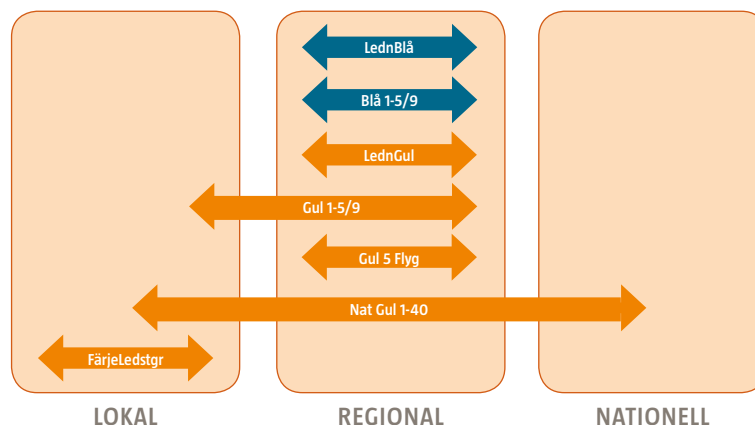 LednBlå
Blå 1-5/9
LednGul
Gul 1-5/9
Gul 5 Flyg
Nat Gul 1-40
FärjeLedstgr
LOKAL
REGIONAL
NATIONELL